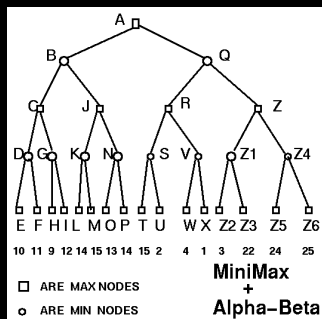 A
B Q
C J R Z
D G K N S V Z1 Z4
E F H I L M O P T U W X Z2 Z3 Z5 Z6
10 11 9 12 14 15 13 14 15 2 4 1 3 22 24 25
ARE MAX NODES
ARE MIN NODES
MiniMax
+
Alpha-Beta